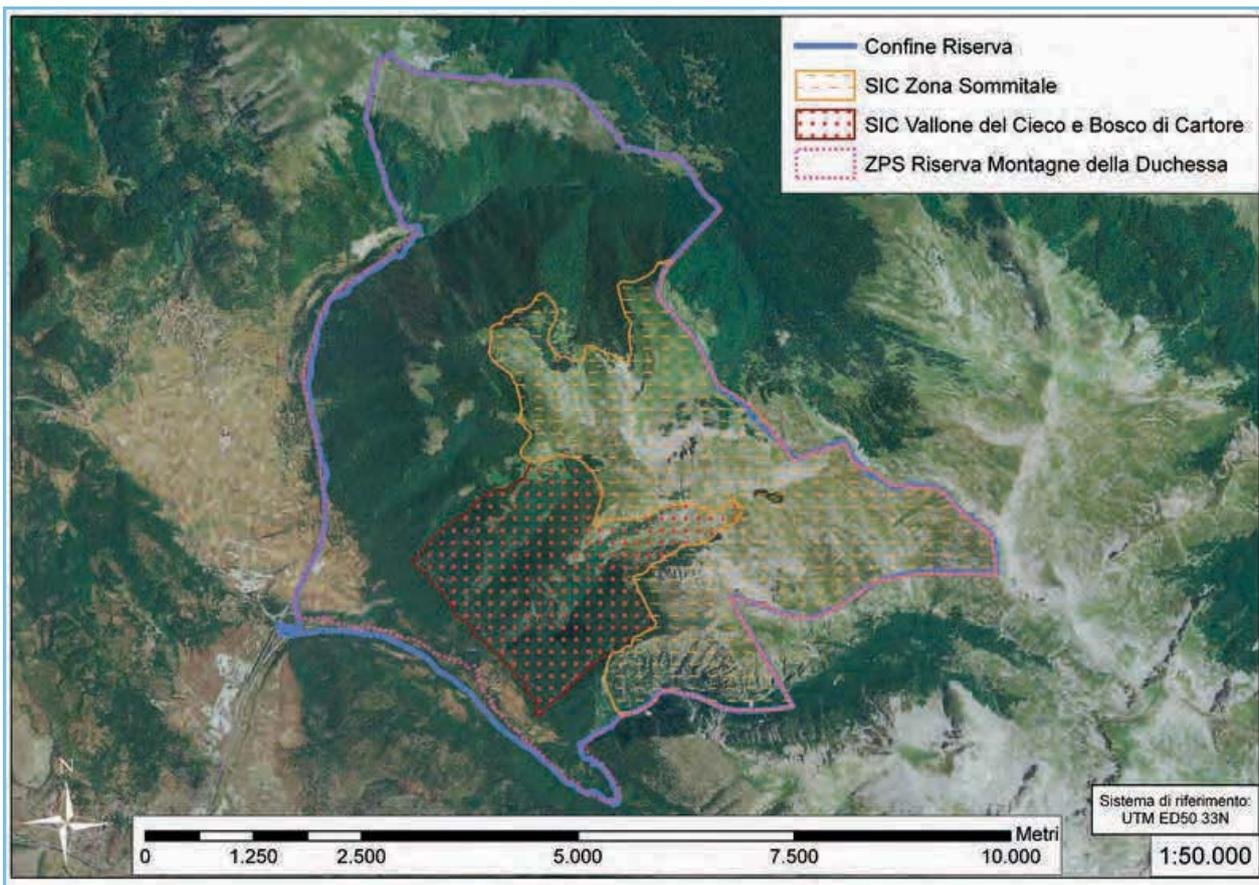 Confine Riserva
SIC Zona Sommitale
SIC Vallone del Cieco e Bosco di Cartore
ZPS Riserva Montagne della Duchessa
N
Sistema di riferimento:
UTM ED50 33N
Metri
0 1.250 2.500 5.000 7.500 10.000
1:50.000